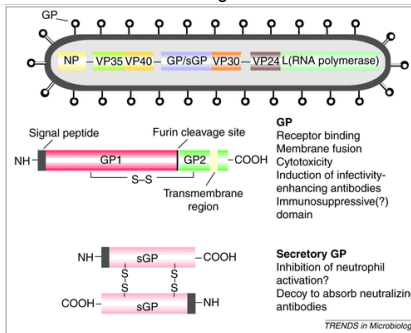 GP
NP VP35 VP40 GP/sGP VP30 VP24 L(RNA polymerase)
Signal peptide Furin cleavage site
NH GP1 GP2 COOH
S–S
Transmembrane
region
GP
Receptor binding
Membrane fusion
Cytotoxicity
Induction of infectivity-
enhancing antibodies
Immunosuppressive(?)
domain
NH sGP COOH
S S
S S
COOH sGP NH
Secretory GP
Inhibition of neutrophil
activation?
Decoy to absorb neutralizing
antibodies
TRENDS in Microbiology